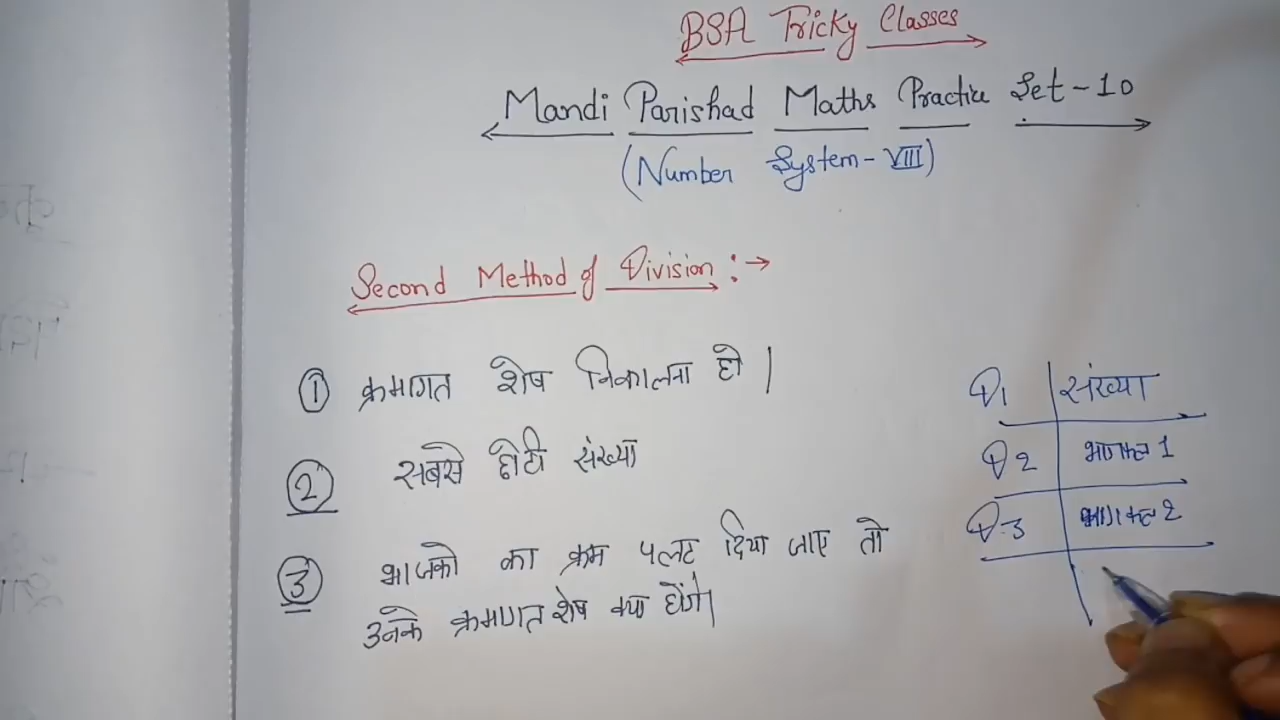 BSA Tricky Classes
Mandi Parishad Maths Practice Set-10
(Number System-VIII)
Second Method of Division :→
① क्रमागत शेष निकालना हो |
② सबसे छोटी संख्या
③ भाजको का क्रम पलट दिया जाए तो
उनके क्रमागत शेष क्या होंगे|
D1 संख्या
D2 भागफल 1
D3 भागफल 2